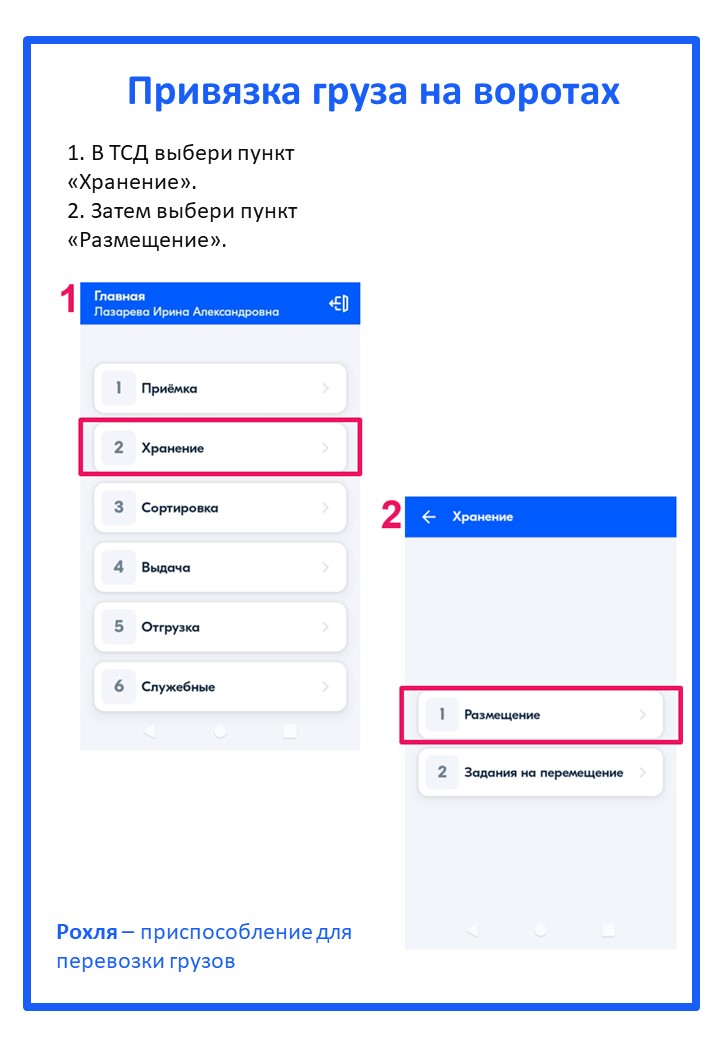 Привязка груза на воротах
1. В ТСД выбери пункт
«Хранение».
2. Затем выбери пункт
«Размещение».
1
Главная
Лазарева Ирина Александровна
1 Приёмка
2 Хранение
3 Сортировка
4 Выдача
5 Отгрузка
6 Служебные
2
Хранение
1 Размещение
2 Задания на перемещение
Рохля – приспособление для
перевозки грузов